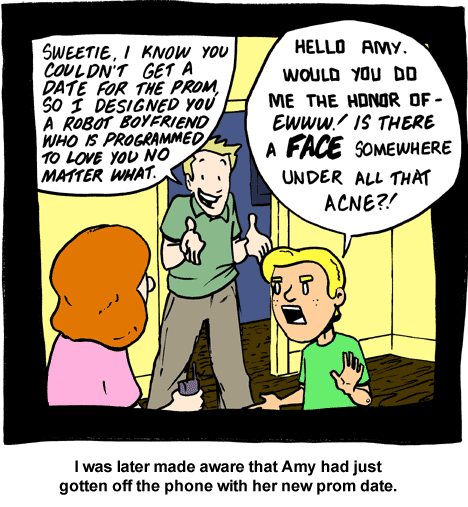 SWEETIE, I KNOW YOU
COULDN'T GET A
DATE FOR THE PROM,
SO I DESIGNED YOU
A ROBOT BOYFRIEND
WHO IS PROGRAMMED
TO LOVE YOU NO
MATTER WHAT.
HELLO AMY.
WOULD YOU DO
ME THE HONOR OF-
EWWW! IS THERE
A FACE SOMEWHERE
UNDER ALL THAT
ACNE?!
I was later made aware that Amy had just
gotten off the phone with her new prom date.